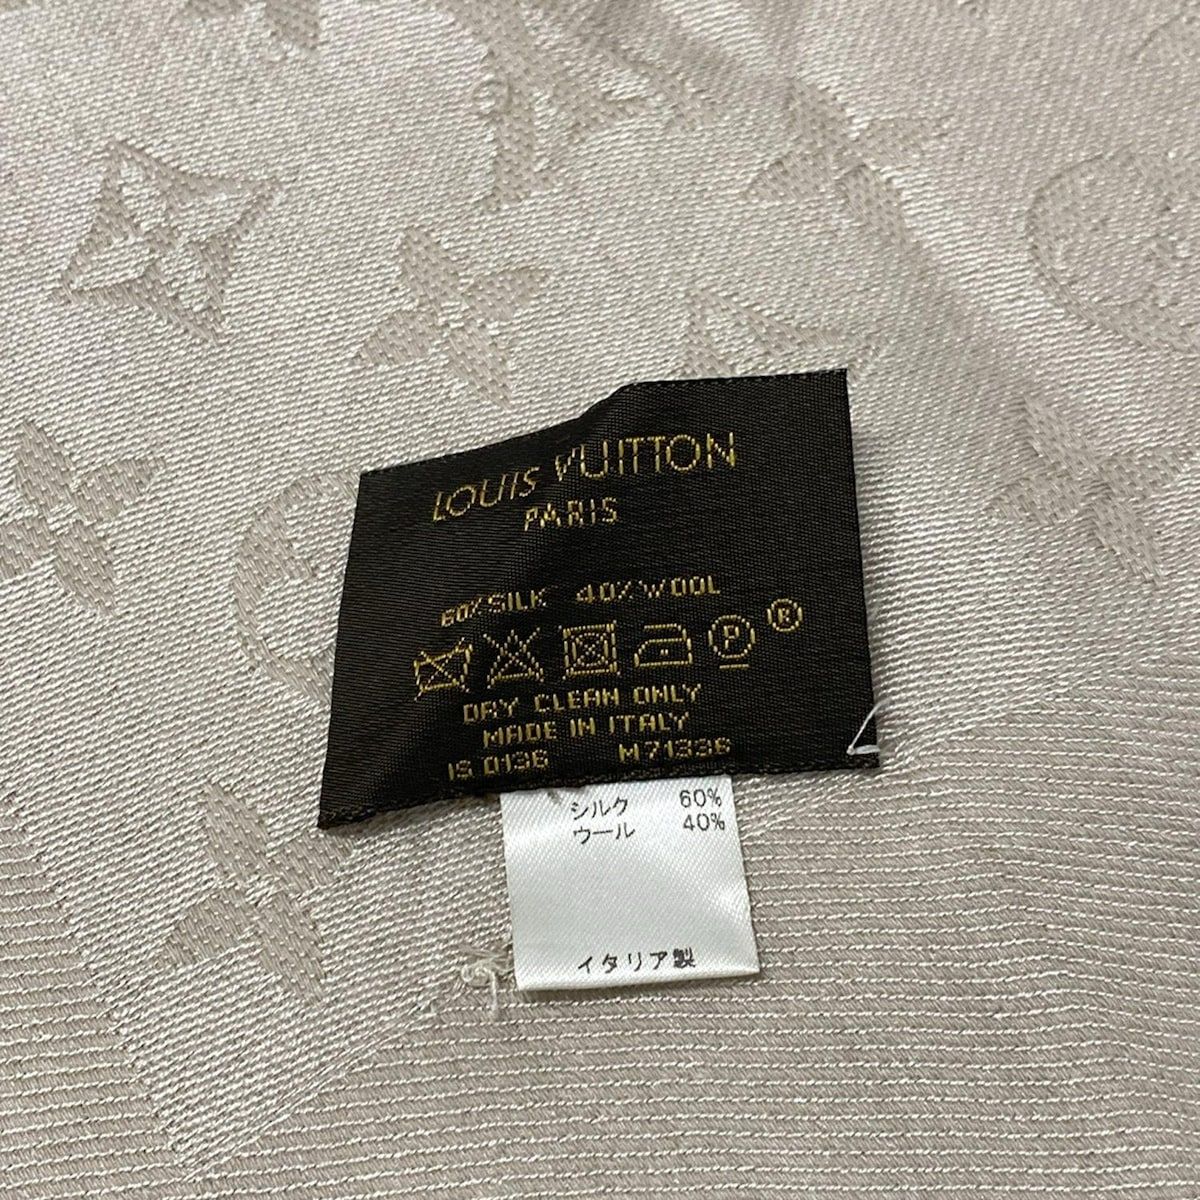 LOUIS VUITTON
PARIS
60%SILK 40%WOOL
P ®
DRY CLEAN ONLY
MADE IN ITALY
IS 0136 M71336
シルク 60%
ウール 40%
イタリア製